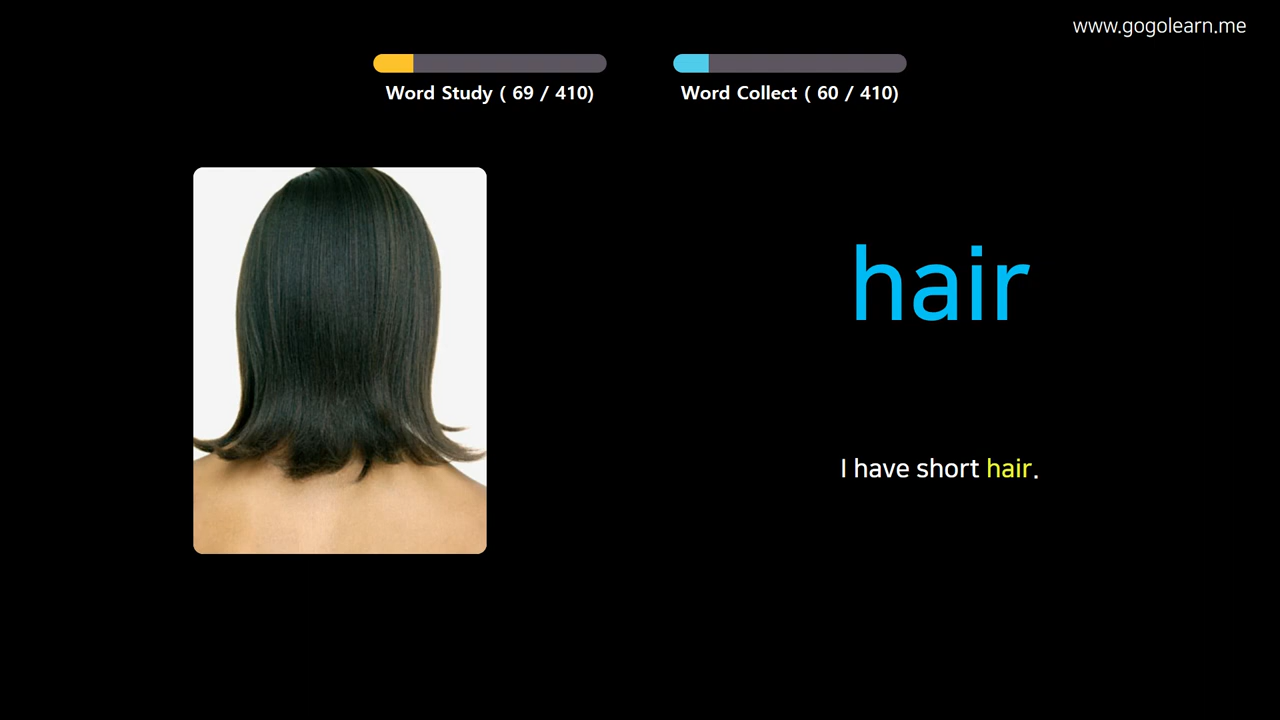 www.gogolearn.me
Word Study ( 69 / 410)
Word Collect ( 60 / 410)
hair
I have short hair.